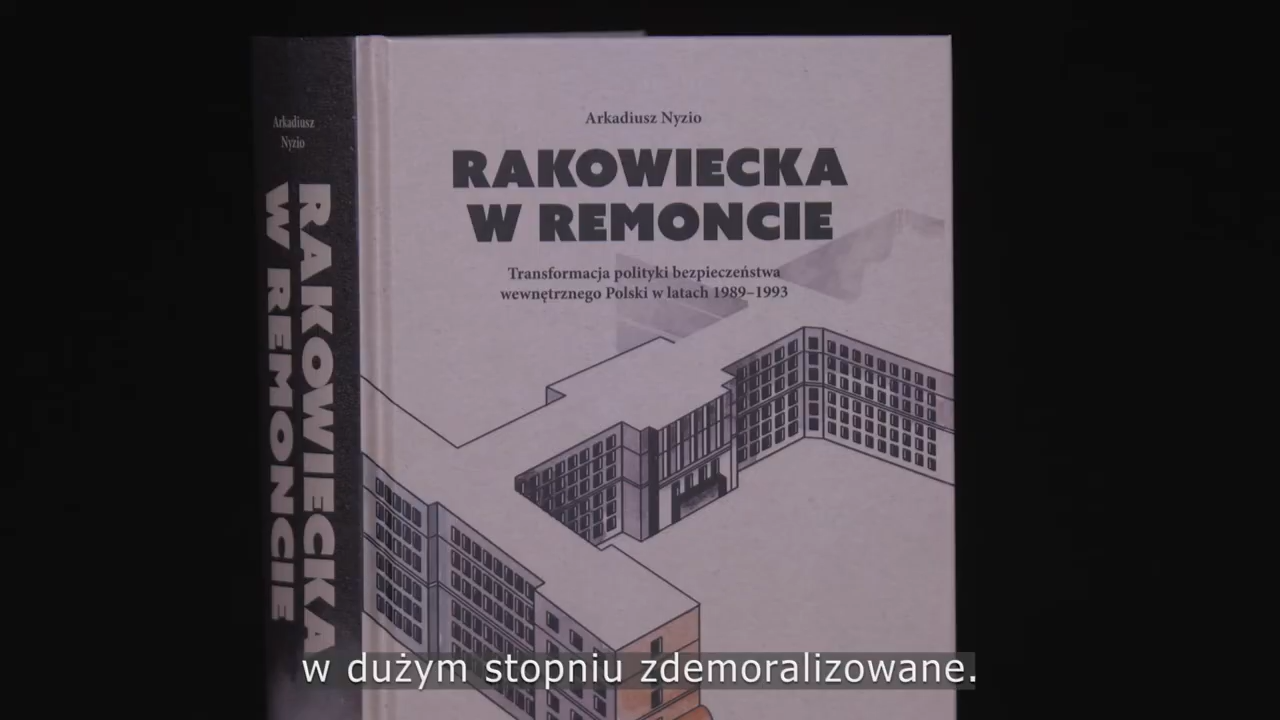 Arkadiusz
Nyzio
RAKOWIECKA
W REMONCIE
Arkadiusz Nyzio
RAKOWIECKA
W REMONCIE
Transformacja polityki bezpieczeństwa
wewnętrznego Polski w latach 1989–1993
w dużym stopniu zdemoralizowane.